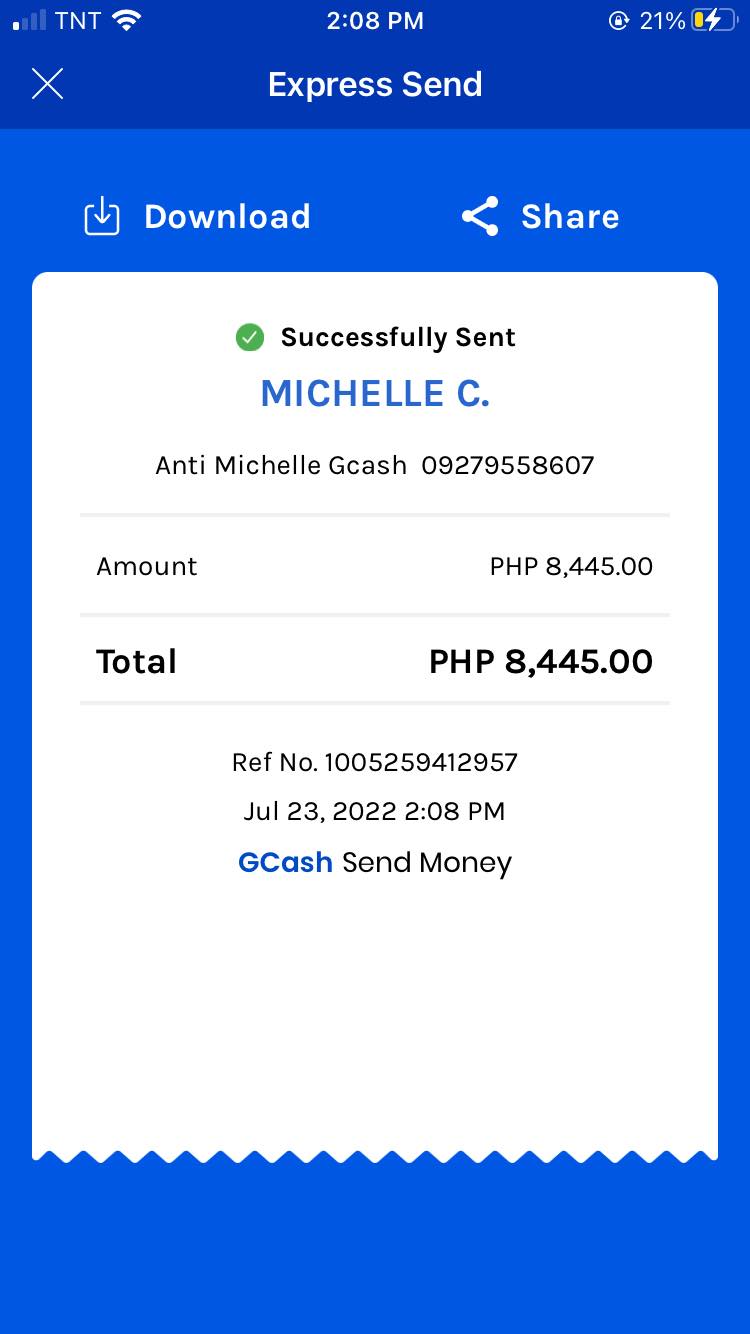 TNT 2:08 PM 21%
Express Send
Download Share
Successfully Sent
MICHELLE C.
Anti Michelle Gcash 09279558607
Amount PHP 8,445.00
Total PHP 8,445.00
Ref No. 1005259412957
Jul 23, 2022 2:08 PM
GCash Send Money